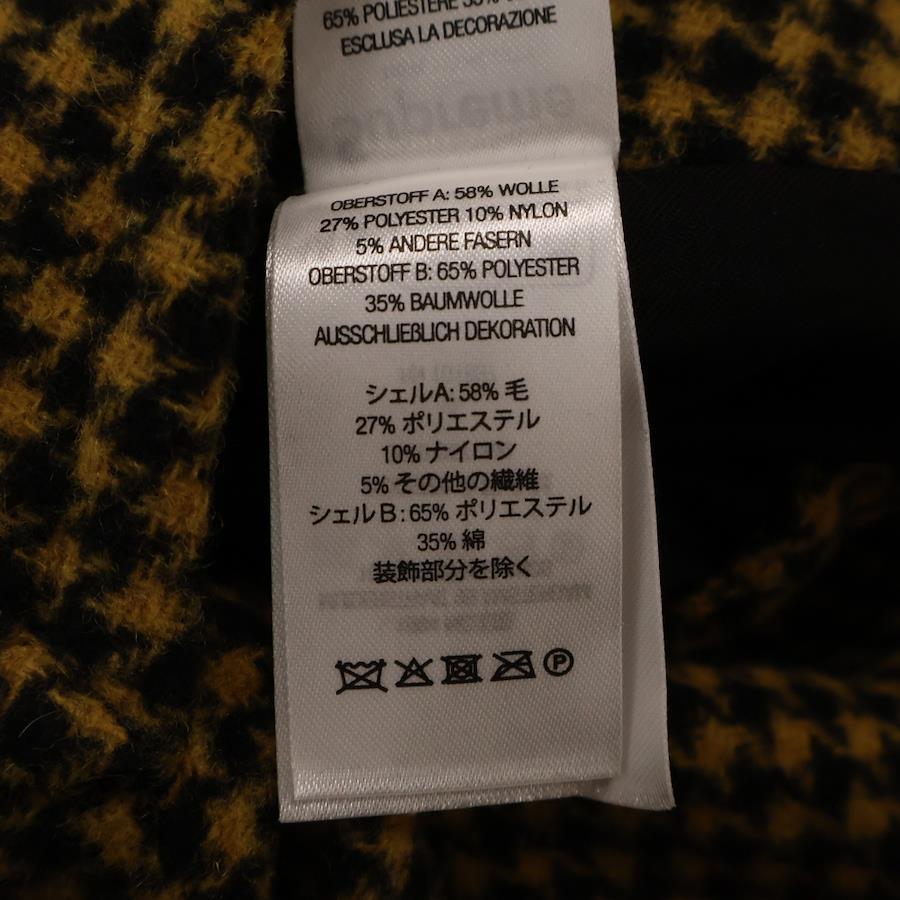 65% POLIESTERE 35%
ESCLUSA LA DECORAZIONE
Supreme
OBERSTOFF A: 58% WOLLE
27% POLYESTER 10% NYLON
5% ANDERE FASERN
OBERSTOFF B: 65% POLYESTER
35% BAUMWOLLE
AUSSCHLIEßLICH DEKORATION
シェルA: 58% 毛
27% ポリエステル
10% ナイロン
5% その他の繊維
シェルB: 65% ポリエステル
35% 綿
装飾部分を除く
P